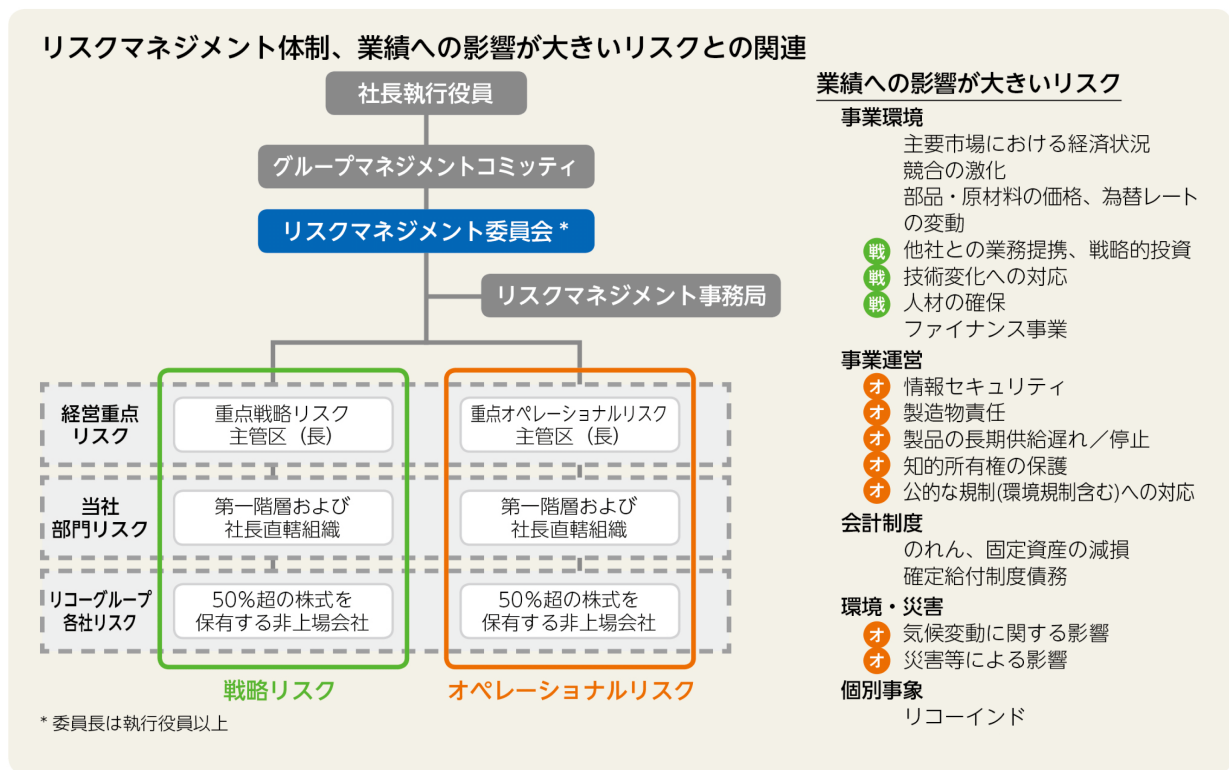 リスクマネジメント体制、業績への影響が大きいリスクとの関連
社長執行役員
グループマネジメントコミッティ
リスクマネジメント委員会 *
リスクマネジメント事務局
経営重点
リスク
重点戦略リスク
主管区（長）
重点オペレーショナルリスク
主管区（長）
当社
部門リスク
第一階層および
社長直轄組織
第一階層および
社長直轄組織
リコーグループ
各社リスク
50％超の株式を
保有する非上場会社
50％超の株式を
保有する非上場会社
戦略リスク
オペレーショナルリスク
* 委員長は執行役員以上
業績への影響が大きいリスク
事業環境
主要市場における経済状況
競合の激化
部品・原材料の価格、為替レート
の変動
戦 他社との業務提携、戦略的投資
戦 技術変化への対応
戦 人材の確保
ファイナンス事業
事業運営
オ 情報セキュリティ
オ 製造物責任
オ 製品の長期供給遅れ／停止
オ 知的所有権の保護
オ 公的な規制(環境規制含む)への対応
会計制度
のれん、固定資産の減損
確定給付制度債務
環境・災害
オ 気候変動に関する影響
オ 災害等による影響
個別事象
リコーインド